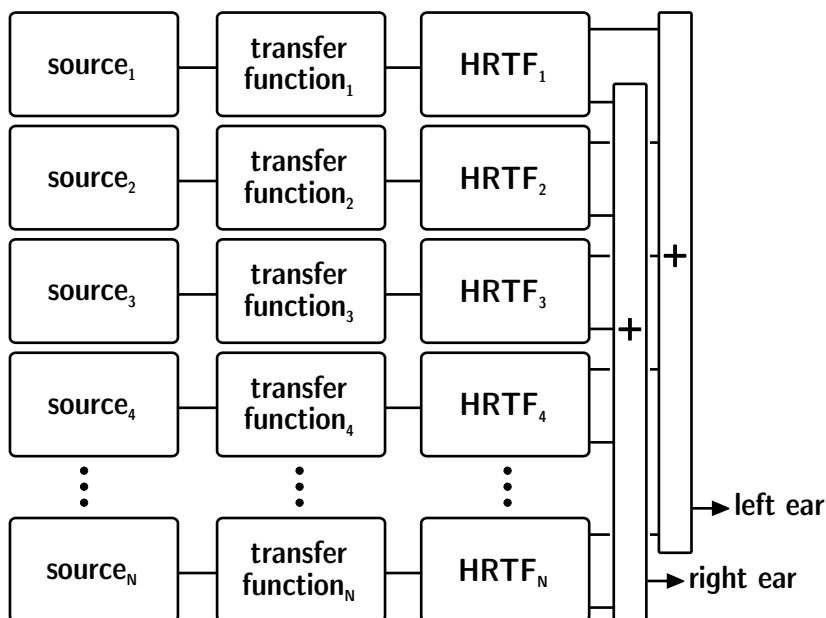 source₁
transfer
function₁
HRTF₁
source₂
transfer
function₂
HRTF₂
source₃
transfer
function₃
HRTF₃
+
+
source₄
transfer
function₄
HRTF₄
left ear
source_N
transfer
function_N
HRTF_N
right ear